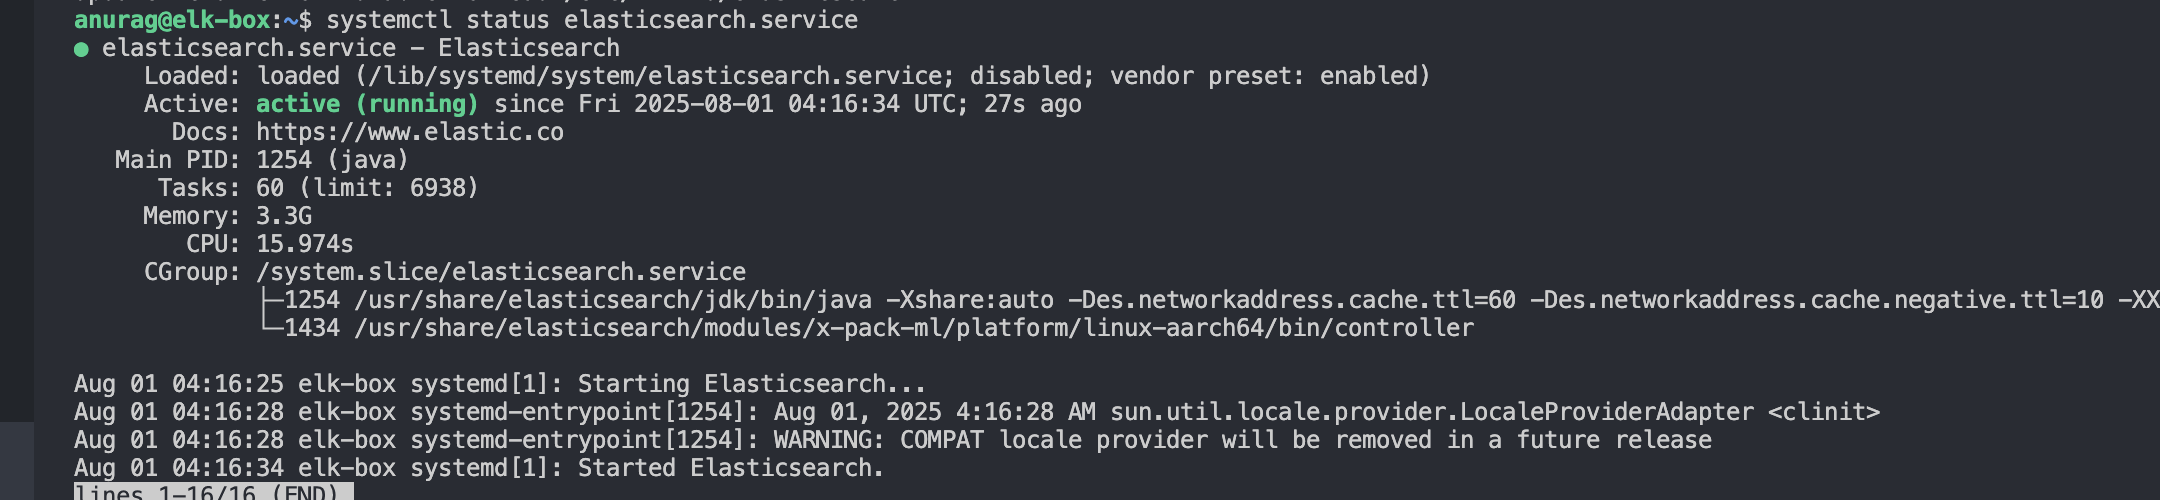 anurag@elk-box:~$ systemctl status elasticsearch.service
● elasticsearch.service - Elasticsearch
Loaded: loaded (/lib/systemd/system/elasticsearch.service; disabled; vendor preset: enabled)
Active: active (running) since Fri 2025-08-01 04:16:34 UTC; 27s ago
Docs: https://www.elastic.co
Main PID: 1254 (java)
Tasks: 60 (limit: 6938)
Memory: 3.3G
CPU: 15.974s
CGroup: /system.slice/elasticsearch.service
├─1254 /usr/share/elasticsearch/jdk/bin/java -Xshare:auto -Des.networkaddress.cache.ttl=60 -Des.networkaddress.cache.negative.ttl=10 -XX
└─1434 /usr/share/elasticsearch/modules/x-pack-ml/platform/linux-aarch64/bin/controller
Aug 01 04:16:25 elk-box systemd[1]: Starting Elasticsearch...
Aug 01 04:16:28 elk-box systemd-entrypoint[1254]: Aug 01, 2025 4:16:28 AM sun.util.locale.provider.LocaleProviderAdapter <clinit>
Aug 01 04:16:28 elk-box systemd-entrypoint[1254]: WARNING: COMPAT locale provider will be removed in a future release
Aug 01 04:16:34 elk-box systemd[1]: Started Elasticsearch.
lines 1-16/16 (END)